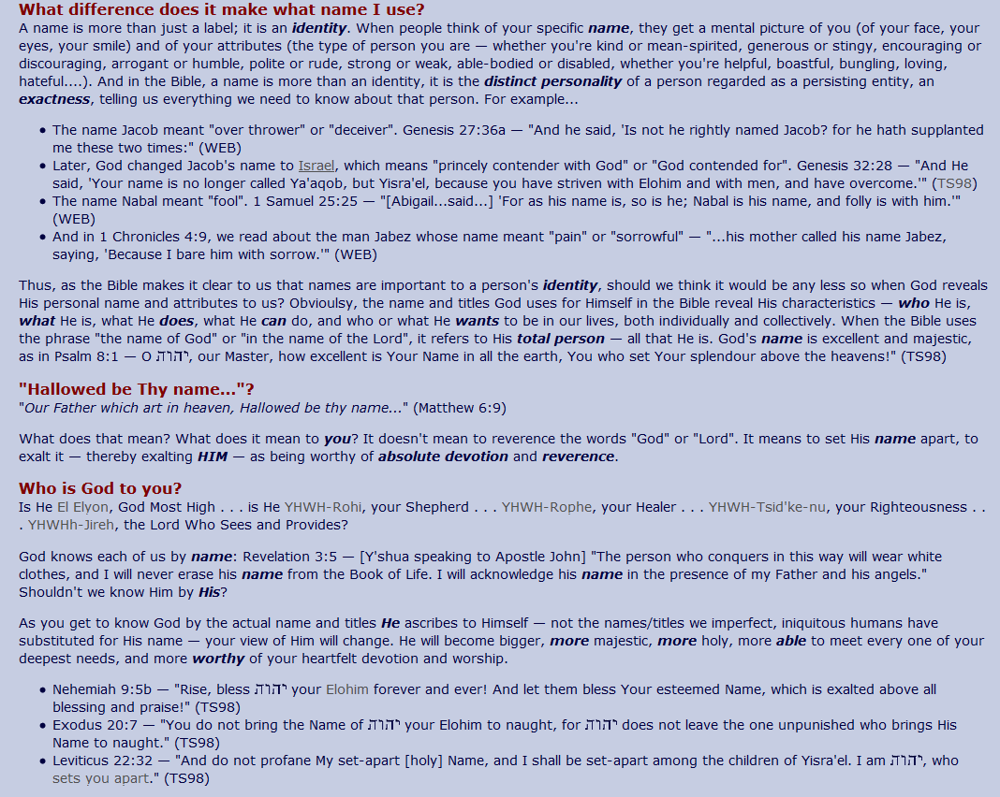 What difference does it make what name I use?
A name is more than just a label; it is an identity. When people think of your specific name, they get a mental picture of you (of your face, your
eyes, your smile) and of your attributes (the type of person you are — whether you're kind or mean-spirited, generous or stingy, encouraging or
discouraging, arrogant or humble, polite or rude, strong or weak, able-bodied or disabled, whether you're helpful, boastful, bungling, loving,
hateful....). And in the Bible, a name is more than an identity, it is the distinct personality of a person regarded as a persisting entity, an
exactness, telling us everything we need to know about that person. For example...
• The name Jacob meant "over thrower" or "deceiver". Genesis 27:36a — "And he said, 'Is not he rightly named Jacob? for he hath supplanted
me these two times:" (WEB)
• Later, God changed Jacob's name to Israel, which means "princely contender with God" or "God contended for". Genesis 32:28 — "And He
said, 'Your name is no longer called Ya'aqob, but Yisra'el, because you have striven with Elohim and with men, and have overcome.'" (TS98)
• The name Nabal meant "fool". 1 Samuel 25:25 — "[Abigail...said...] 'For as his name is, so is he; Nabal is his name, and folly is with him.'"
(WEB)
• And in 1 Chronicles 4:9, we read about the man Jabez whose name meant "pain" or "sorrowful" — "...his mother called his name Jabez,
saying, 'Because I bare him with sorrow.'" (WEB)
Thus, as the Bible makes it clear to us that names are important to a person's identity, should we think it would be any less so when God reveals
His personal name and attributes to us? Obvioulsy, the name and titles God uses for Himself in the Bible reveal His characteristics — who He is,
what He is, what He does, what He can do, and who or what He wants to be in our lives, both individually and collectively. When the Bible uses
the phrase "the name of God" or "in the name of the Lord", it refers to His total person — all that He is. God's name is excellent and majestic,
as in Psalm 8:1 — O יהוה, our Master, how excellent is Your Name in all the earth, You who set Your splendour above the heavens!" (TS98)
"Hallowed be Thy name..."?
"Our Father which art in heaven, Hallowed be thy name..." (Matthew 6:9)
What does that mean? What does it mean to you? It doesn't mean to reverence the words "God" or "Lord". It means to set His name apart, to
exalt it — thereby exalting HIM — as being worthy of absolute devotion and reverence.
Who is God to you?
Is He El Elyon, God Most High . . . is He YHWH-Rohi, your Shepherd . . . YHWH-Rophe, your Healer . . . YHWH-Tsid'ke-nu, your Righteousness . .
. YHWHh-Jireh, the Lord Who Sees and Provides?
God knows each of us by name: Revelation 3:5 — [Y'shua speaking to Apostle John] "The person who conquers in this way will wear white
clothes, and I will never erase his name from the Book of Life. I will acknowledge his name in the presence of my Father and his angels."
Shouldn't we know Him by His?
As you get to know God by the actual name and titles He ascribes to Himself — not the names/titles we imperfect, iniquitous humans have
substituted for His name — your view of Him will change. He will become bigger, more majestic, more holy, more able to meet every one of your
deepest needs, and more worthy of your heartfelt devotion and worship.
• Nehemiah 9:5b — "Rise, bless יהוה your Elohim forever and ever! And let them bless Your esteemed Name, which is exalted above all
blessing and praise!" (TS98)
• Exodus 20:7 — "You do not bring the Name of יהוה your Elohim to naught, for יהוה does not leave the one unpunished who brings His
Name to naught." (TS98)
• Leviticus 22:32 — "And do not profane My set-apart [holy] Name, and I shall be set-apart among the children of Yisra'el. I am יהוה, who
sets you apart." (TS98)